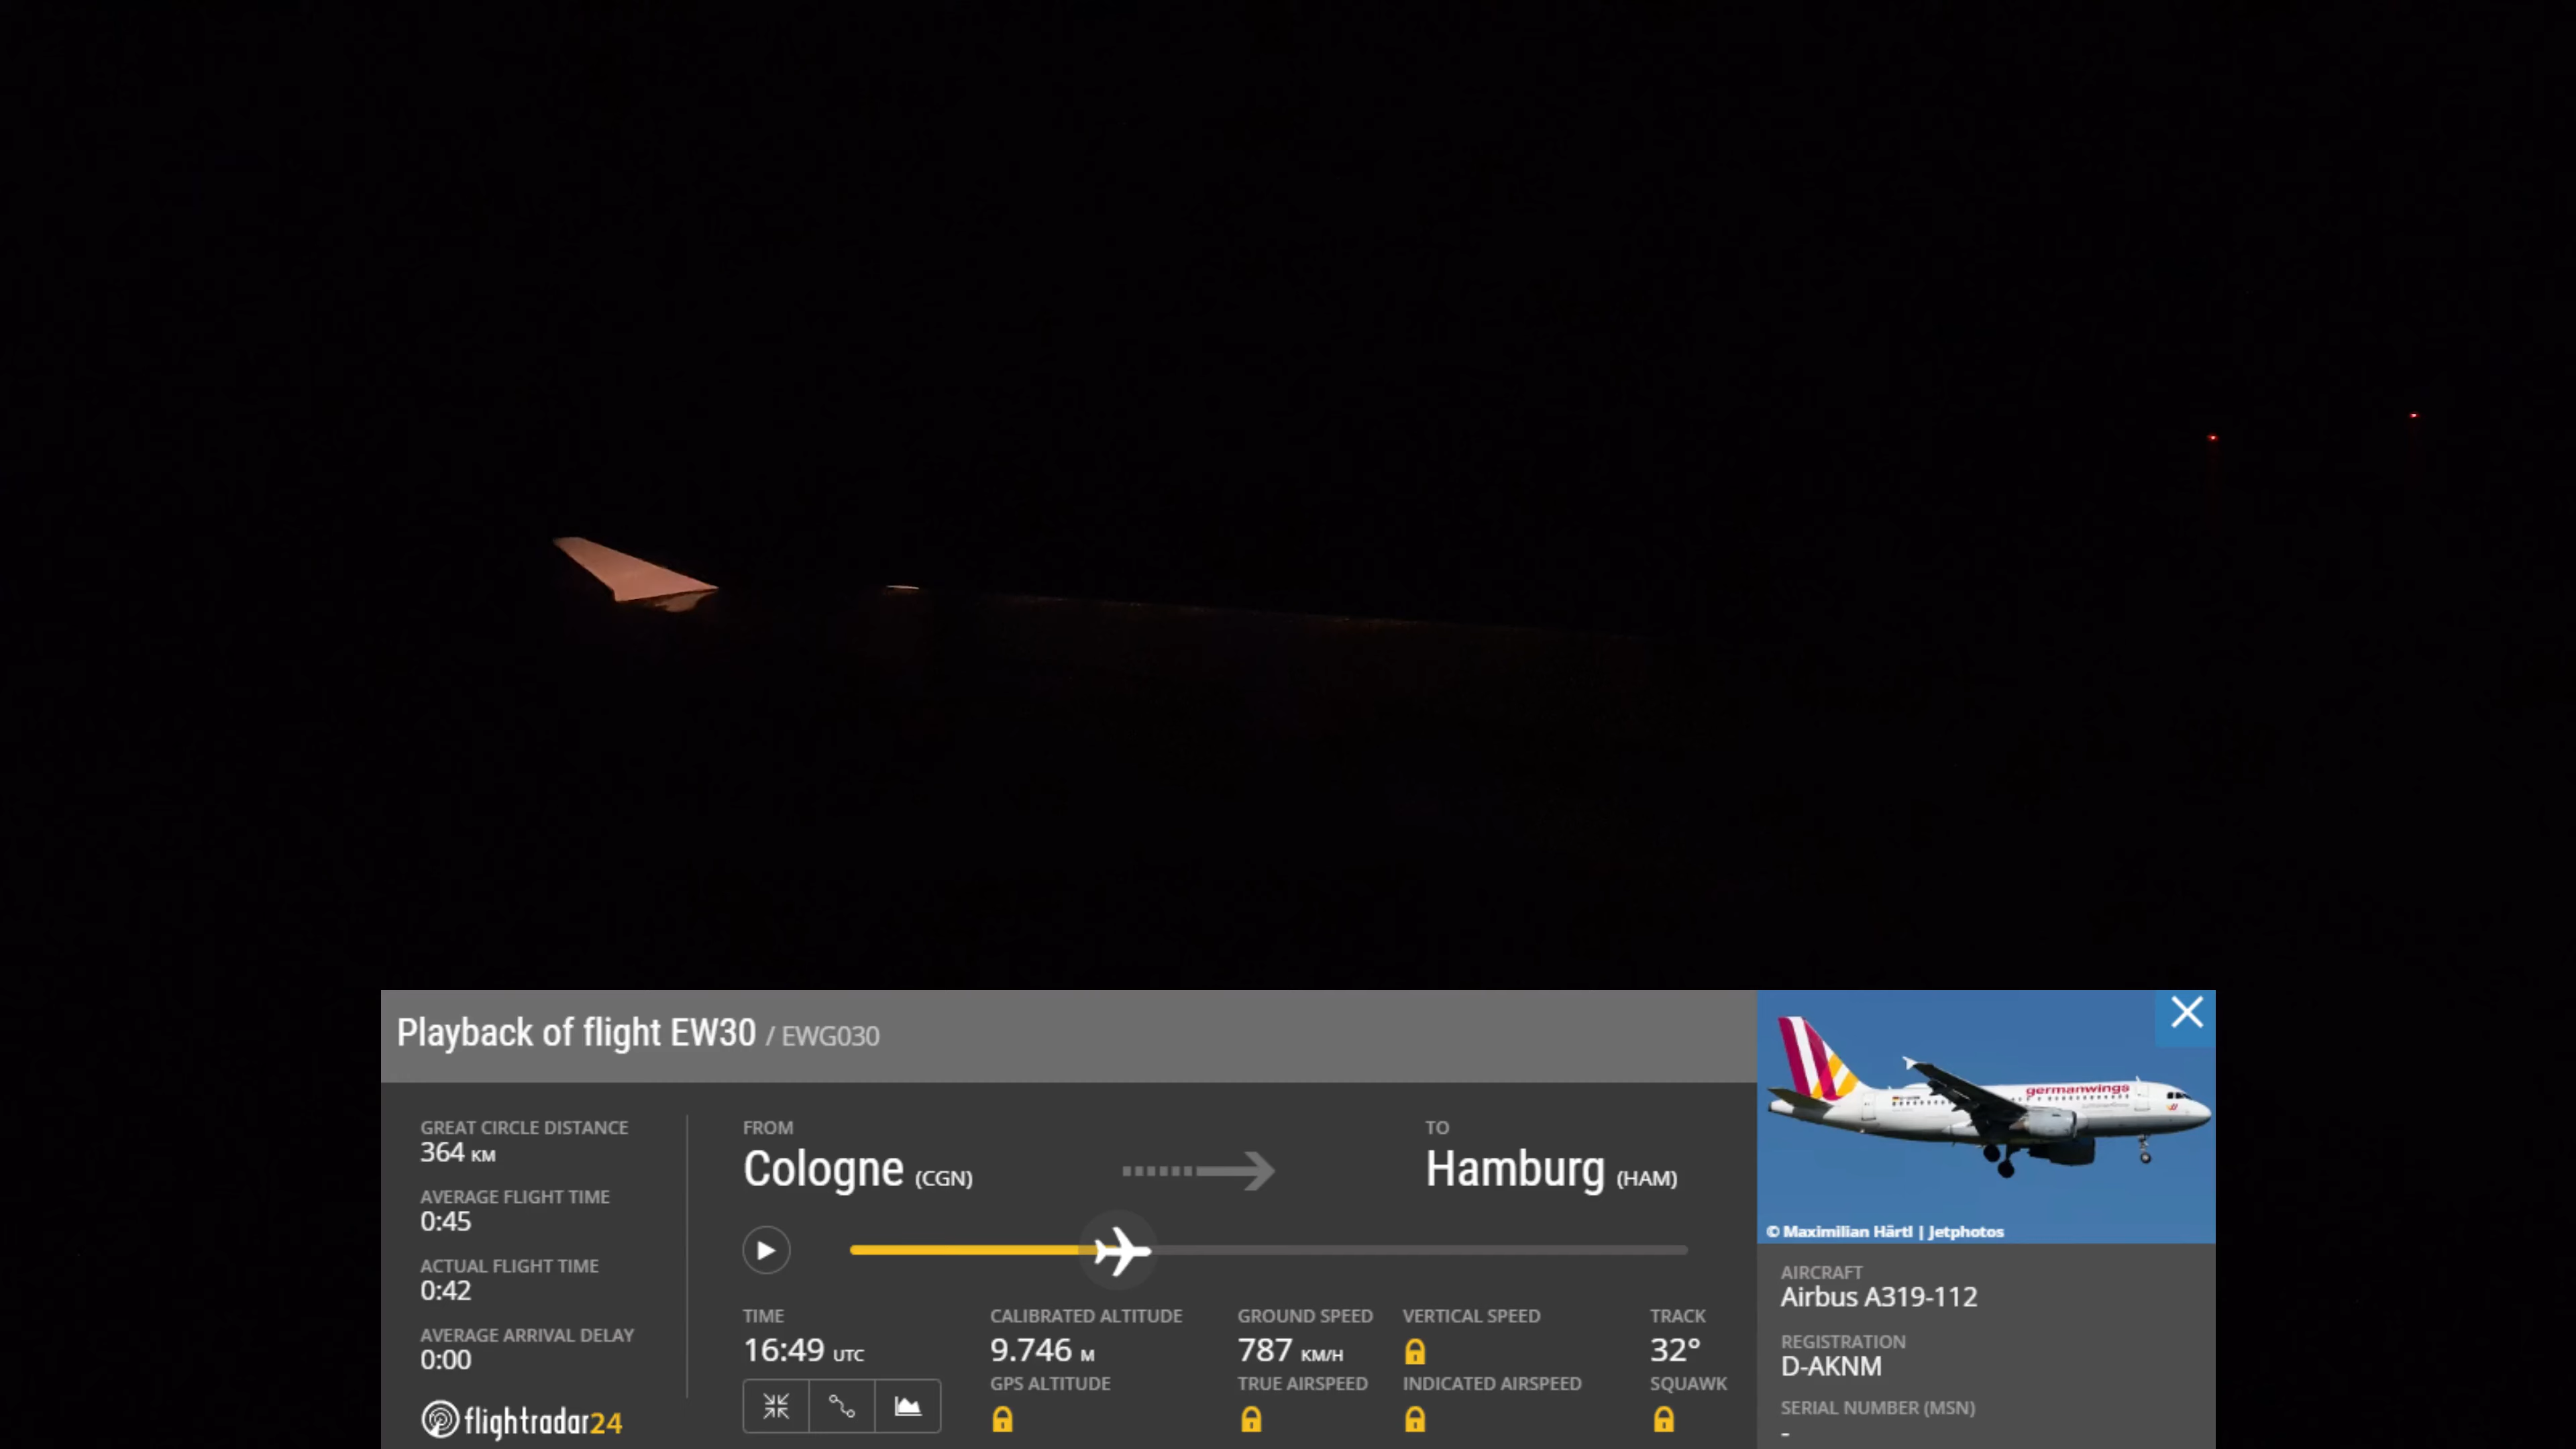 Playback of flight EW30 / EWG030
germanwings
© Maximilian Härtl | Jetphotos
GREAT CIRCLE DISTANCE
364 KM
AVERAGE FLIGHT TIME
0:45
ACTUAL FLIGHT TIME
0:42
AVERAGE ARRIVAL DELAY
0:00
flightradar24
FROM
Cologne (CGN)
TO
Hamburg (HAM)
TIME
16:49 UTC
CALIBRATED ALTITUDE
9.746 M
GPS ALTITUDE
GROUND SPEED
787 KM/H
TRUE AIRSPEED
VERTICAL SPEED
INDICATED AIRSPEED
TRACK
32°
SQUAWK
AIRCRAFT
Airbus A319-112
REGISTRATION
D-AKNM
SERIAL NUMBER (MSN)
-